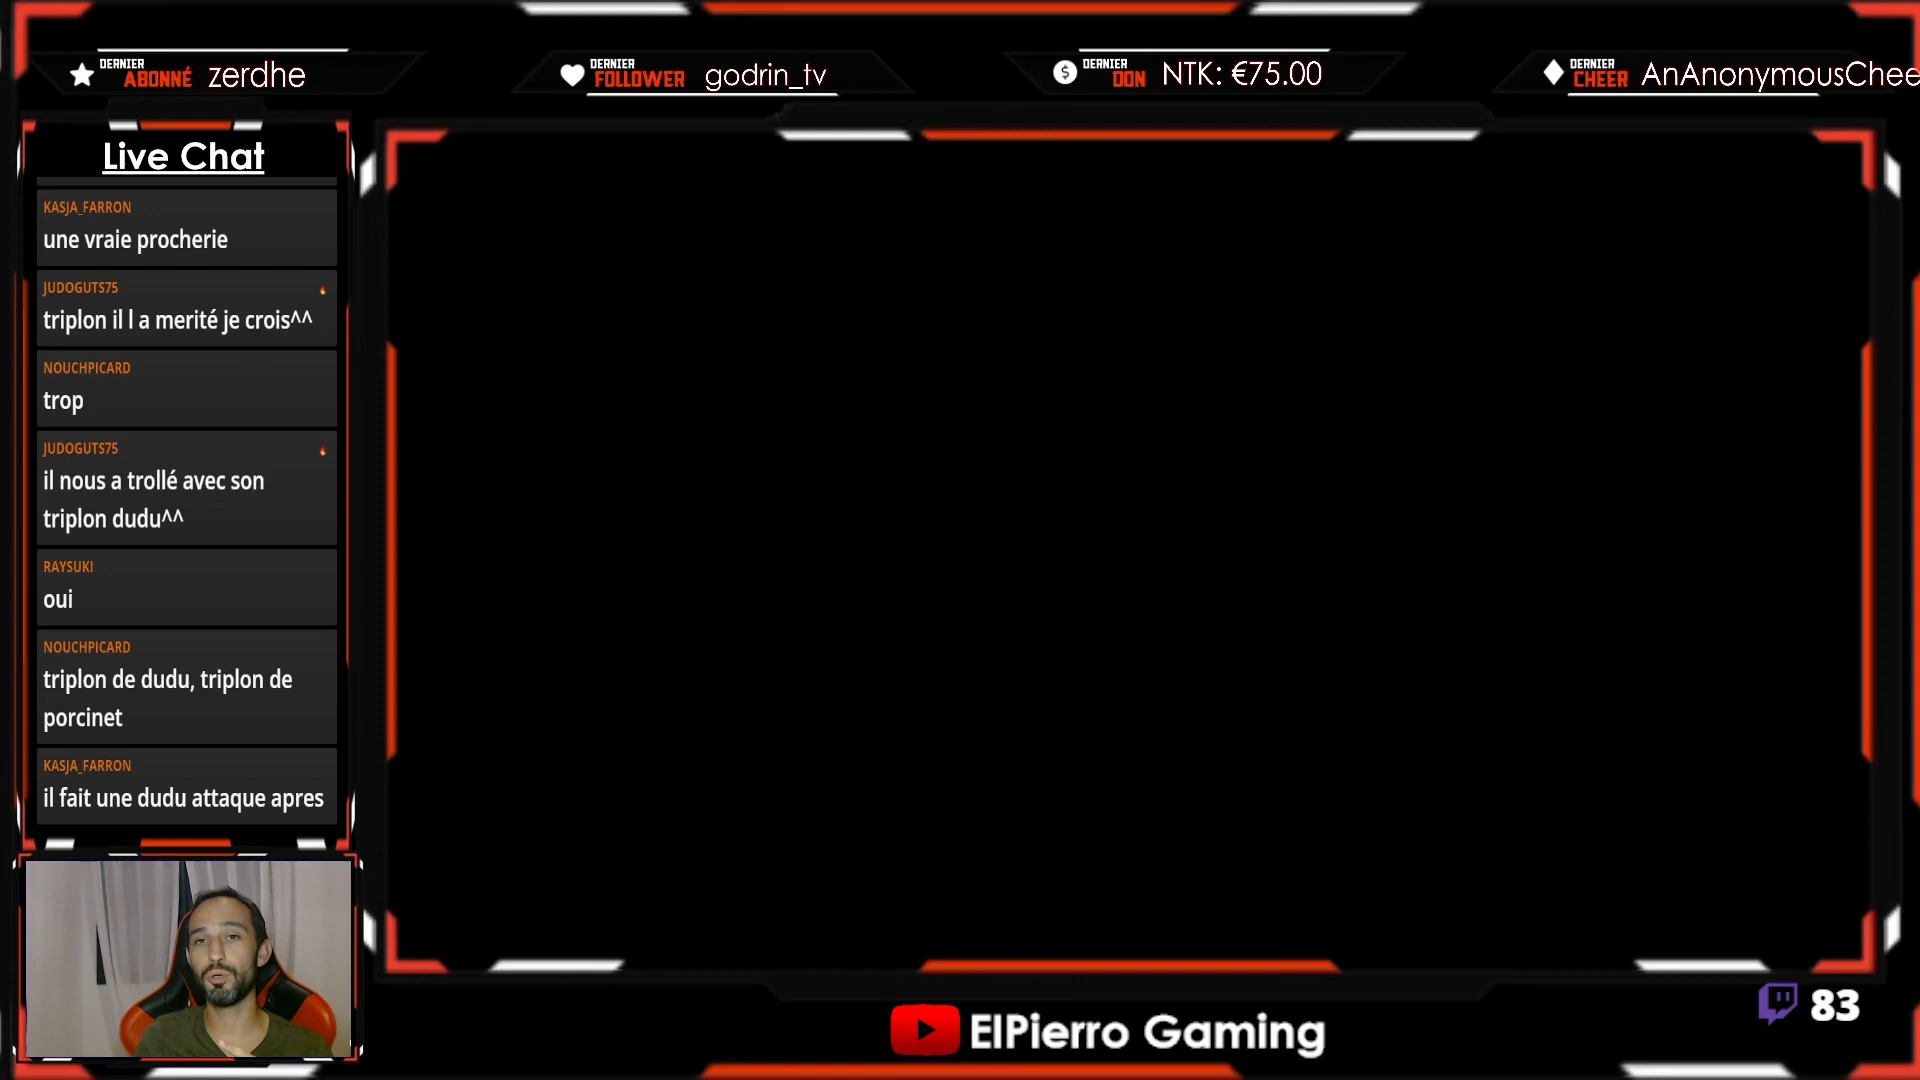 DERNIER
ABONNÉ zerdhe
DERNIER
FOLLOWER godrin_tv
DERNIER
DON NTK: €75.00
DERNIER
CHEER AnAnonymousChee
Live Chat
KASJA_FARRON
une vraie procherie
JUDOGUTS75
triplon il l a merité je crois^^
NOUCHPICARD
trop
JUDOGUTS75
il nous a trollé avec son
triplon dudu^^
RAYSUKI
oui
NOUCHPICARD
triplon de dudu, triplon de
porcinet
KASJA_FARRON
il fait une dudu attaque apres
ElPierro Gaming
83